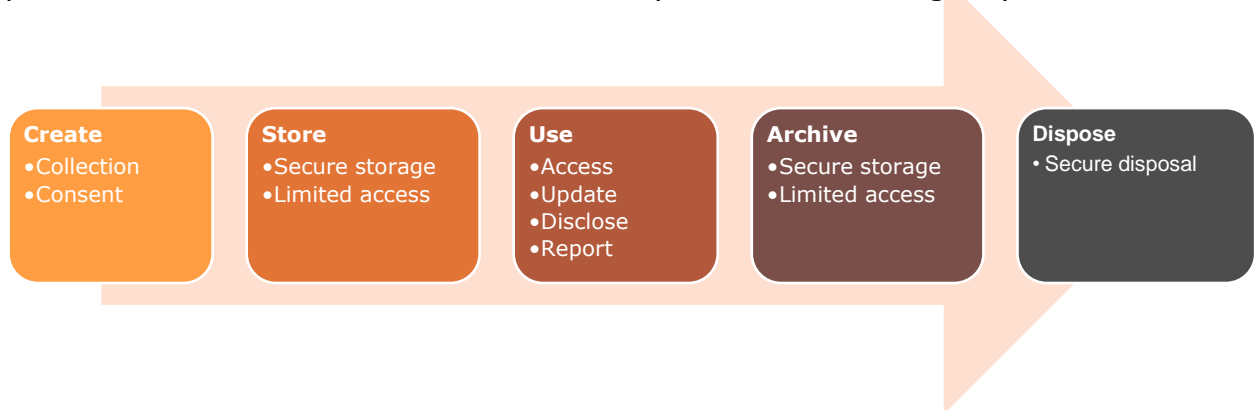 Create
•Collection
•Consent
Store
•Secure storage
•Limited access
Use
•Access
•Update
•Disclose
•Report
Archive
•Secure storage
•Limited access
Dispose
• Secure disposal